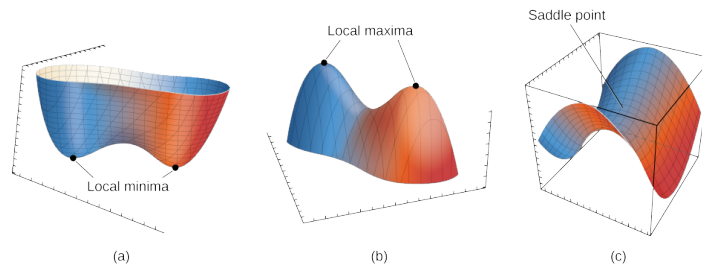 Saddle point
Local maxima
Local minima
(a)
(b)
(c)